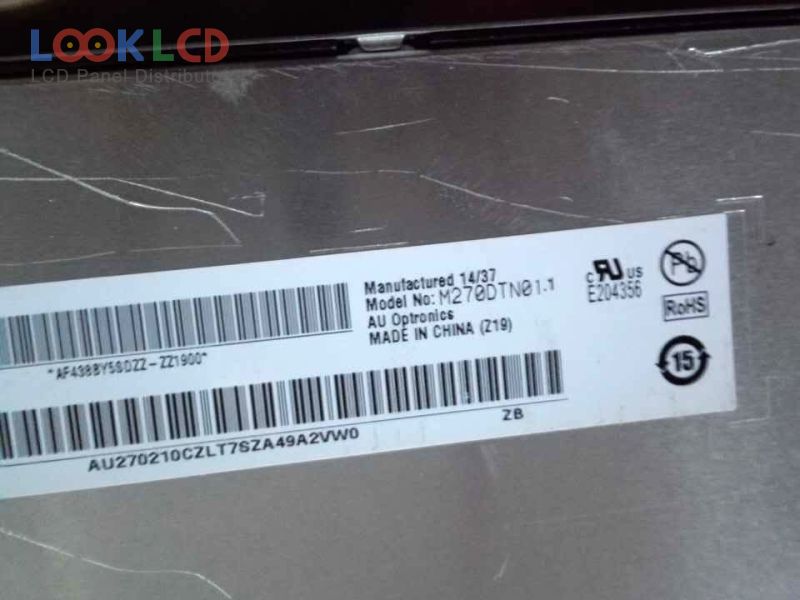 LOOKLCD
LCD Panel Distributor
Manufactured 14/37
Model No: M270DTN01.1
AU Optronics
MADE IN CHINA (Z19)
c RU US
E204356
Pb
RoHS
15
*AF438BY5SDZZ-ZZ1900*
ZB
AU270210CZLT7SZA49A2VW0